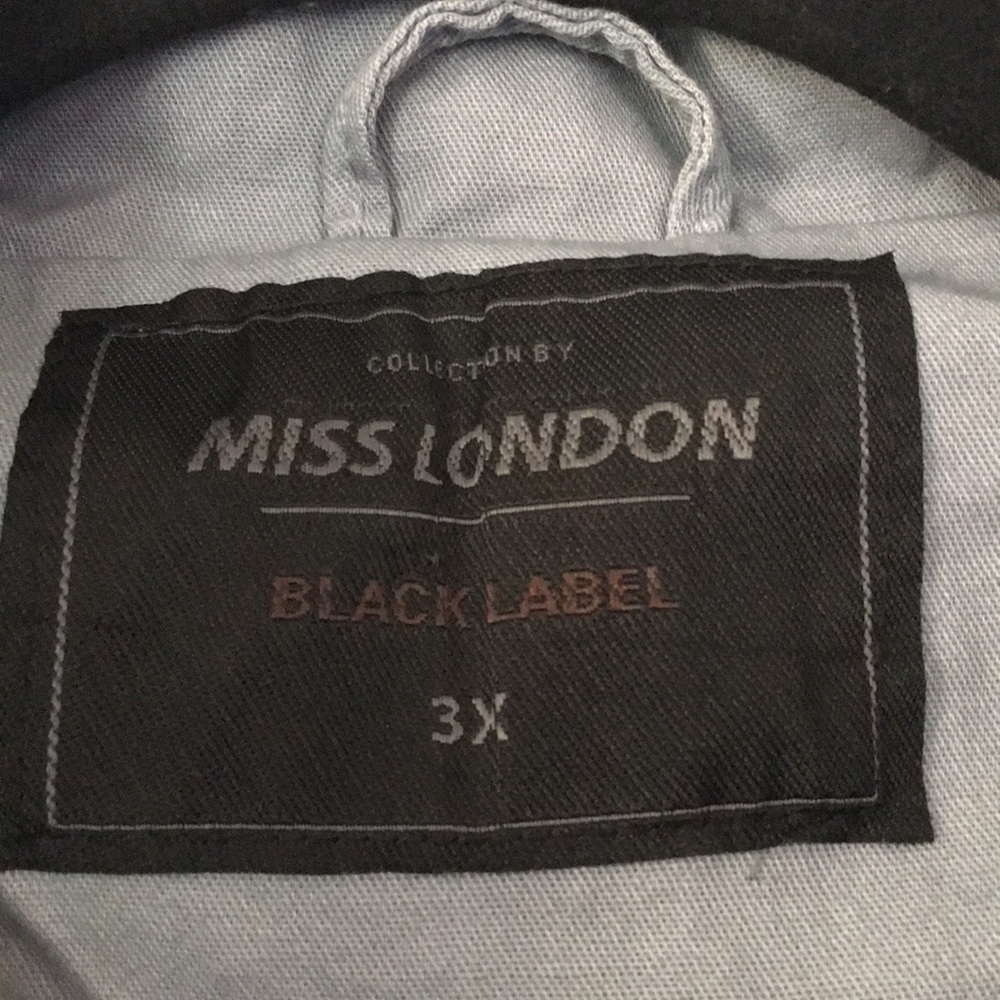 COLLECTION BY
MISS LONDON
BLACK LABEL
3X